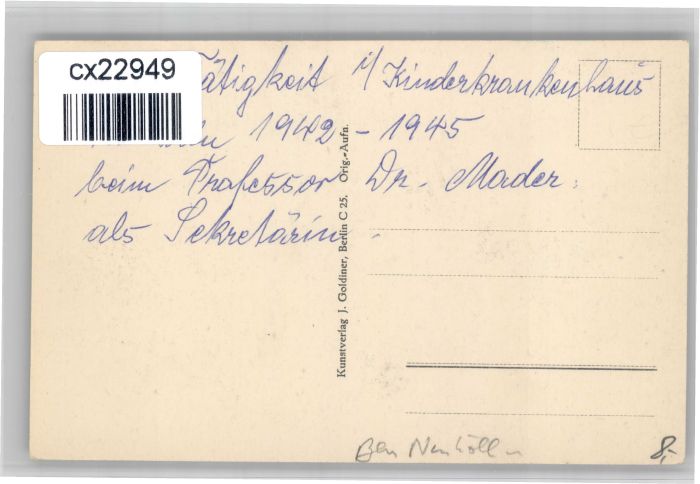 cx22949
Tätigkeit i/ Kinderkrankenhaus
1942 - 1945
beim Professor Dr. Mader.
als Sekretärin.
Kunstverlag J. Goldiner, Berlin C 25. Orig.-Aufn.
Bln Neukölln
8,-